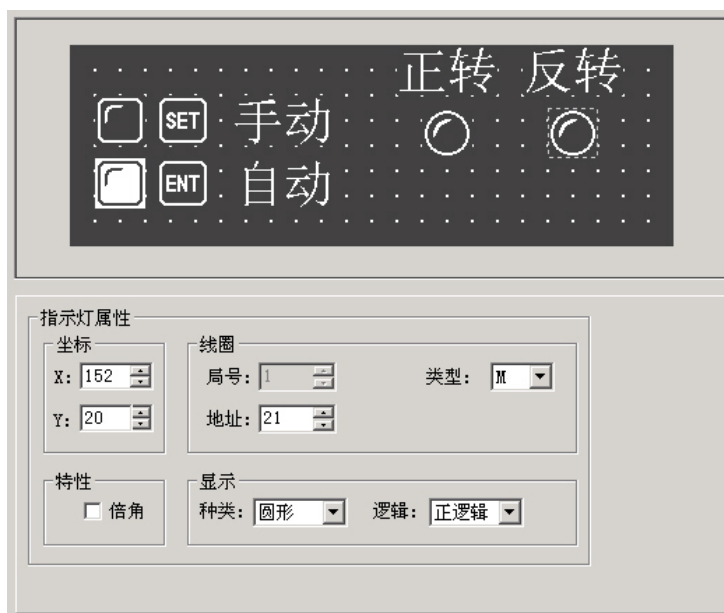 正转 反转
SET 手动
ENT 自动
指示灯属性
坐标 线圈
X: 152 局号: 1 类型: M
Y: 20 地址: 21
特性 显示
倍角 种类: 圆形 逻辑: 正逻辑